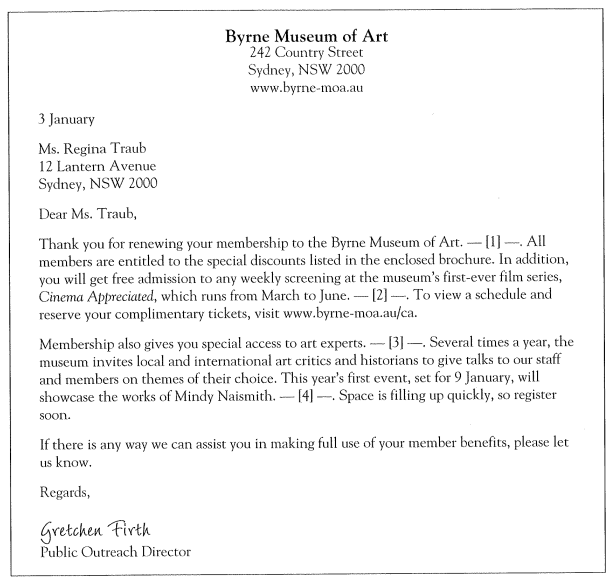 Byrne Museum of Art
242 Country Street
Sydney, NSW 2000
www.byrne-moa.au
3 January
Ms. Regina Traub
12 Lantern Avenue
Sydney, NSW 2000
Dear Ms. Traub,
Thank you for renewing your membership to the Byrne Museum of Art. — [1] —. All
members are entitled to the special discounts listed in the enclosed brochure. In addition,
you will get free admission to any weekly screening at the museum's first-ever film series,
Cinema Appreciated, which runs from March to June. — [2] —. To view a schedule and
reserve your complimentary tickets, visit www.byrne-moa.au/ca.
Membership also gives you special access to art experts. — [3] —. Several times a year, the
museum invites local and international art critics and historians to give talks to our staff
and members on themes of their choice. This year's first event, set for 9 January, will
showcase the works of Mindy Naismith. — [4] —. Space is filling up quickly, so register
soon.
If there is any way we can assist you in making full use of your member benefits, please let
us know.
Regards,
Gretchen Firth
Public Outreach Director